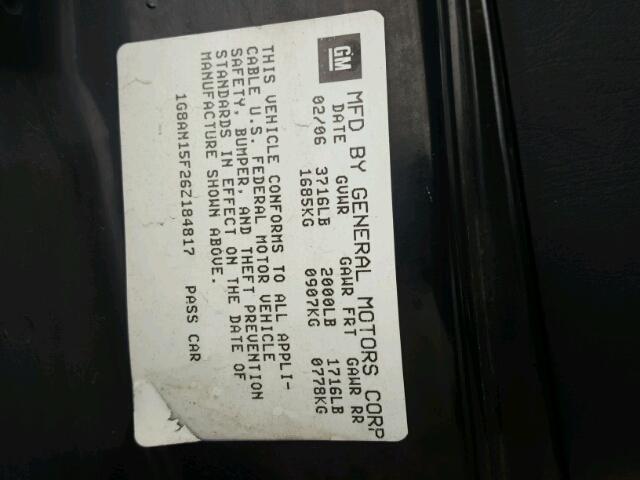 GM
MFD BY GENERAL MOTORS CORP
DATE GVWR GAWR FRT GAWR RR
02/06 3716LB 2000LB 1716LB
1685KG 0907KG 0778KG
THIS VEHICLE CONFORMS TO ALL APPLI-
CABLE U.S. FEDERAL MOTOR VEHICLE
SAFETY, BUMPER, AND THEFT PREVENTION
STANDARDS IN EFFECT ON THE DATE OF
MANUFACTURE SHOWN ABOVE.
1G8AN15F26Z184817 PASS CAR